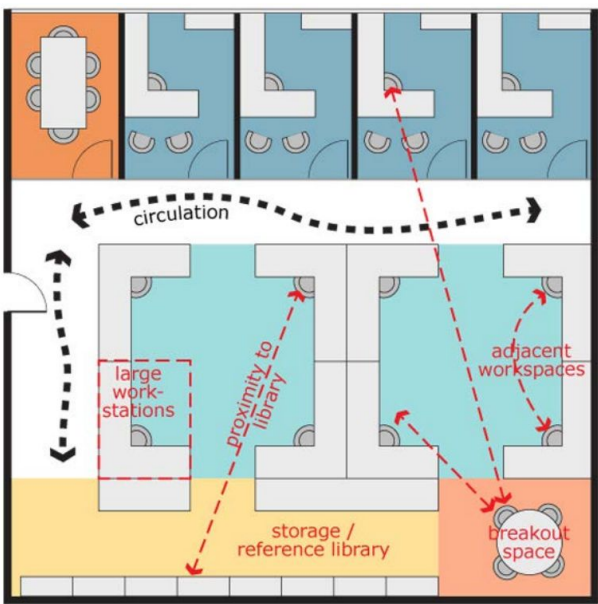 circulation
large
work-
stations
proximity to
library
adjacent
workspaces
storage /
reference library
breakout
space